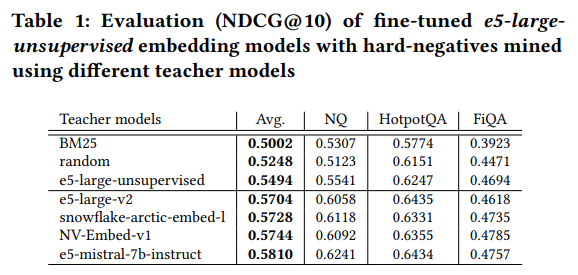 Table 1: Evaluation (NDCG@10) of fine-tuned e5-large-
unsupervised embedding models with hard-negatives mined
using different teacher models
Teacher models Avg. NQ HotpotQA FiQA
BM25 0.5002 0.5307 0.5774 0.3923
random 0.5248 0.5123 0.6151 0.4471
e5-large-unsupervised 0.5494 0.5541 0.6247 0.4694
e5-large-v2 0.5704 0.6058 0.6435 0.4618
snowflake-arctic-embed-l 0.5728 0.6118 0.6331 0.4735
NV-Embed-v1 0.5744 0.6092 0.6355 0.4785
e5-mistral-7b-instruct 0.5810 0.6241 0.6434 0.4757